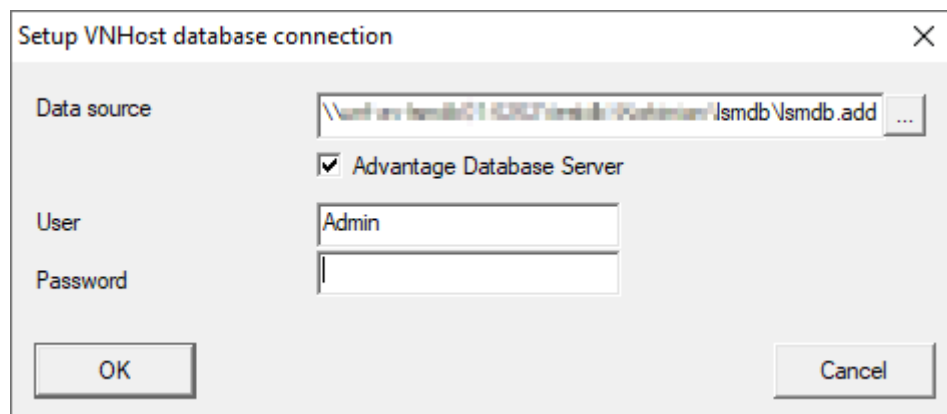 Setup VNHost database connection
Data source
\\ lsmdb\lsmdb.add
...
Advantage Database Server
User
Admin
Password
OK
Cancel